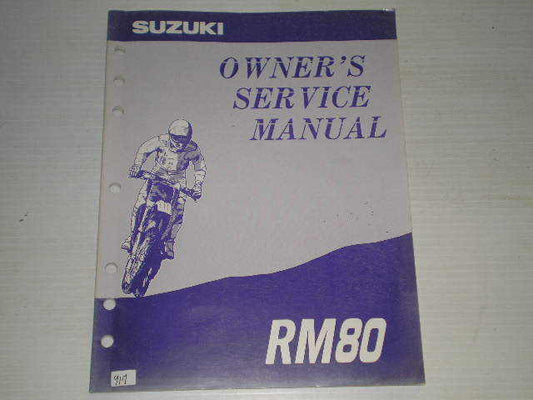 SUZUKI
OWNER'S
SERVICE
MANUAL
RM80